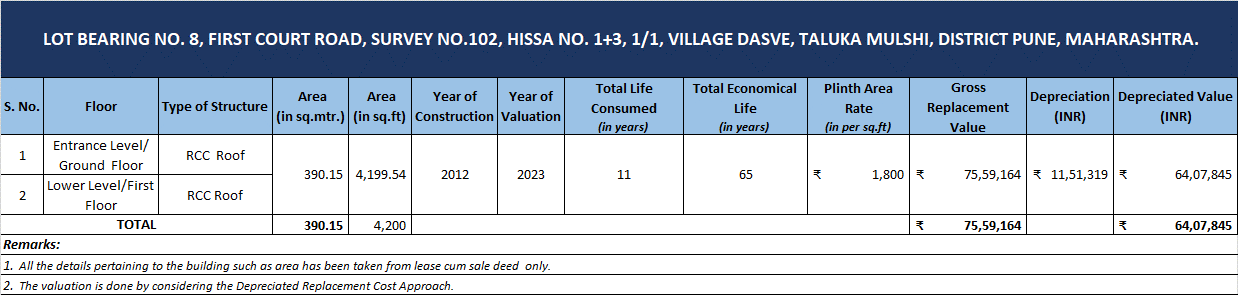 LOT BEARING NO. 8, FIRST COURT ROAD, SURVEY NO.102, HISSA NO. 1+3, 1/1, VILLAGE DASVE, TALUKA MULSHI, DISTRICT PUNE, MAHARASHTRA.
S. No. Floor Type of Structure Area (in sq.mtr.) Area (in sq.ft) Year of Construction Year of Valuation Total Life Consumed (in years) Total Economical Life (in years) Plinth Area Rate (in per sq.ft) Gross Replacement Value Depreciation (INR) Depreciated Value (INR)
1 Entrance Level/ Ground Floor RCC Roof 390.15 4,199.54 2012 2023 11 65 ₹ 1,800 ₹ 75,59,164 ₹ 11,51,319 ₹ 64,07,845
2 Lower Level/First Floor RCC Roof
TOTAL 390.15 4,200 ₹ 75,59,164 ₹ 64,07,845
Remarks:
1. All the details pertaining to the building such as area has been taken from lease cum sale deed only.
2. The valuation is done by considering the Depreciated Replacement Cost Approach.